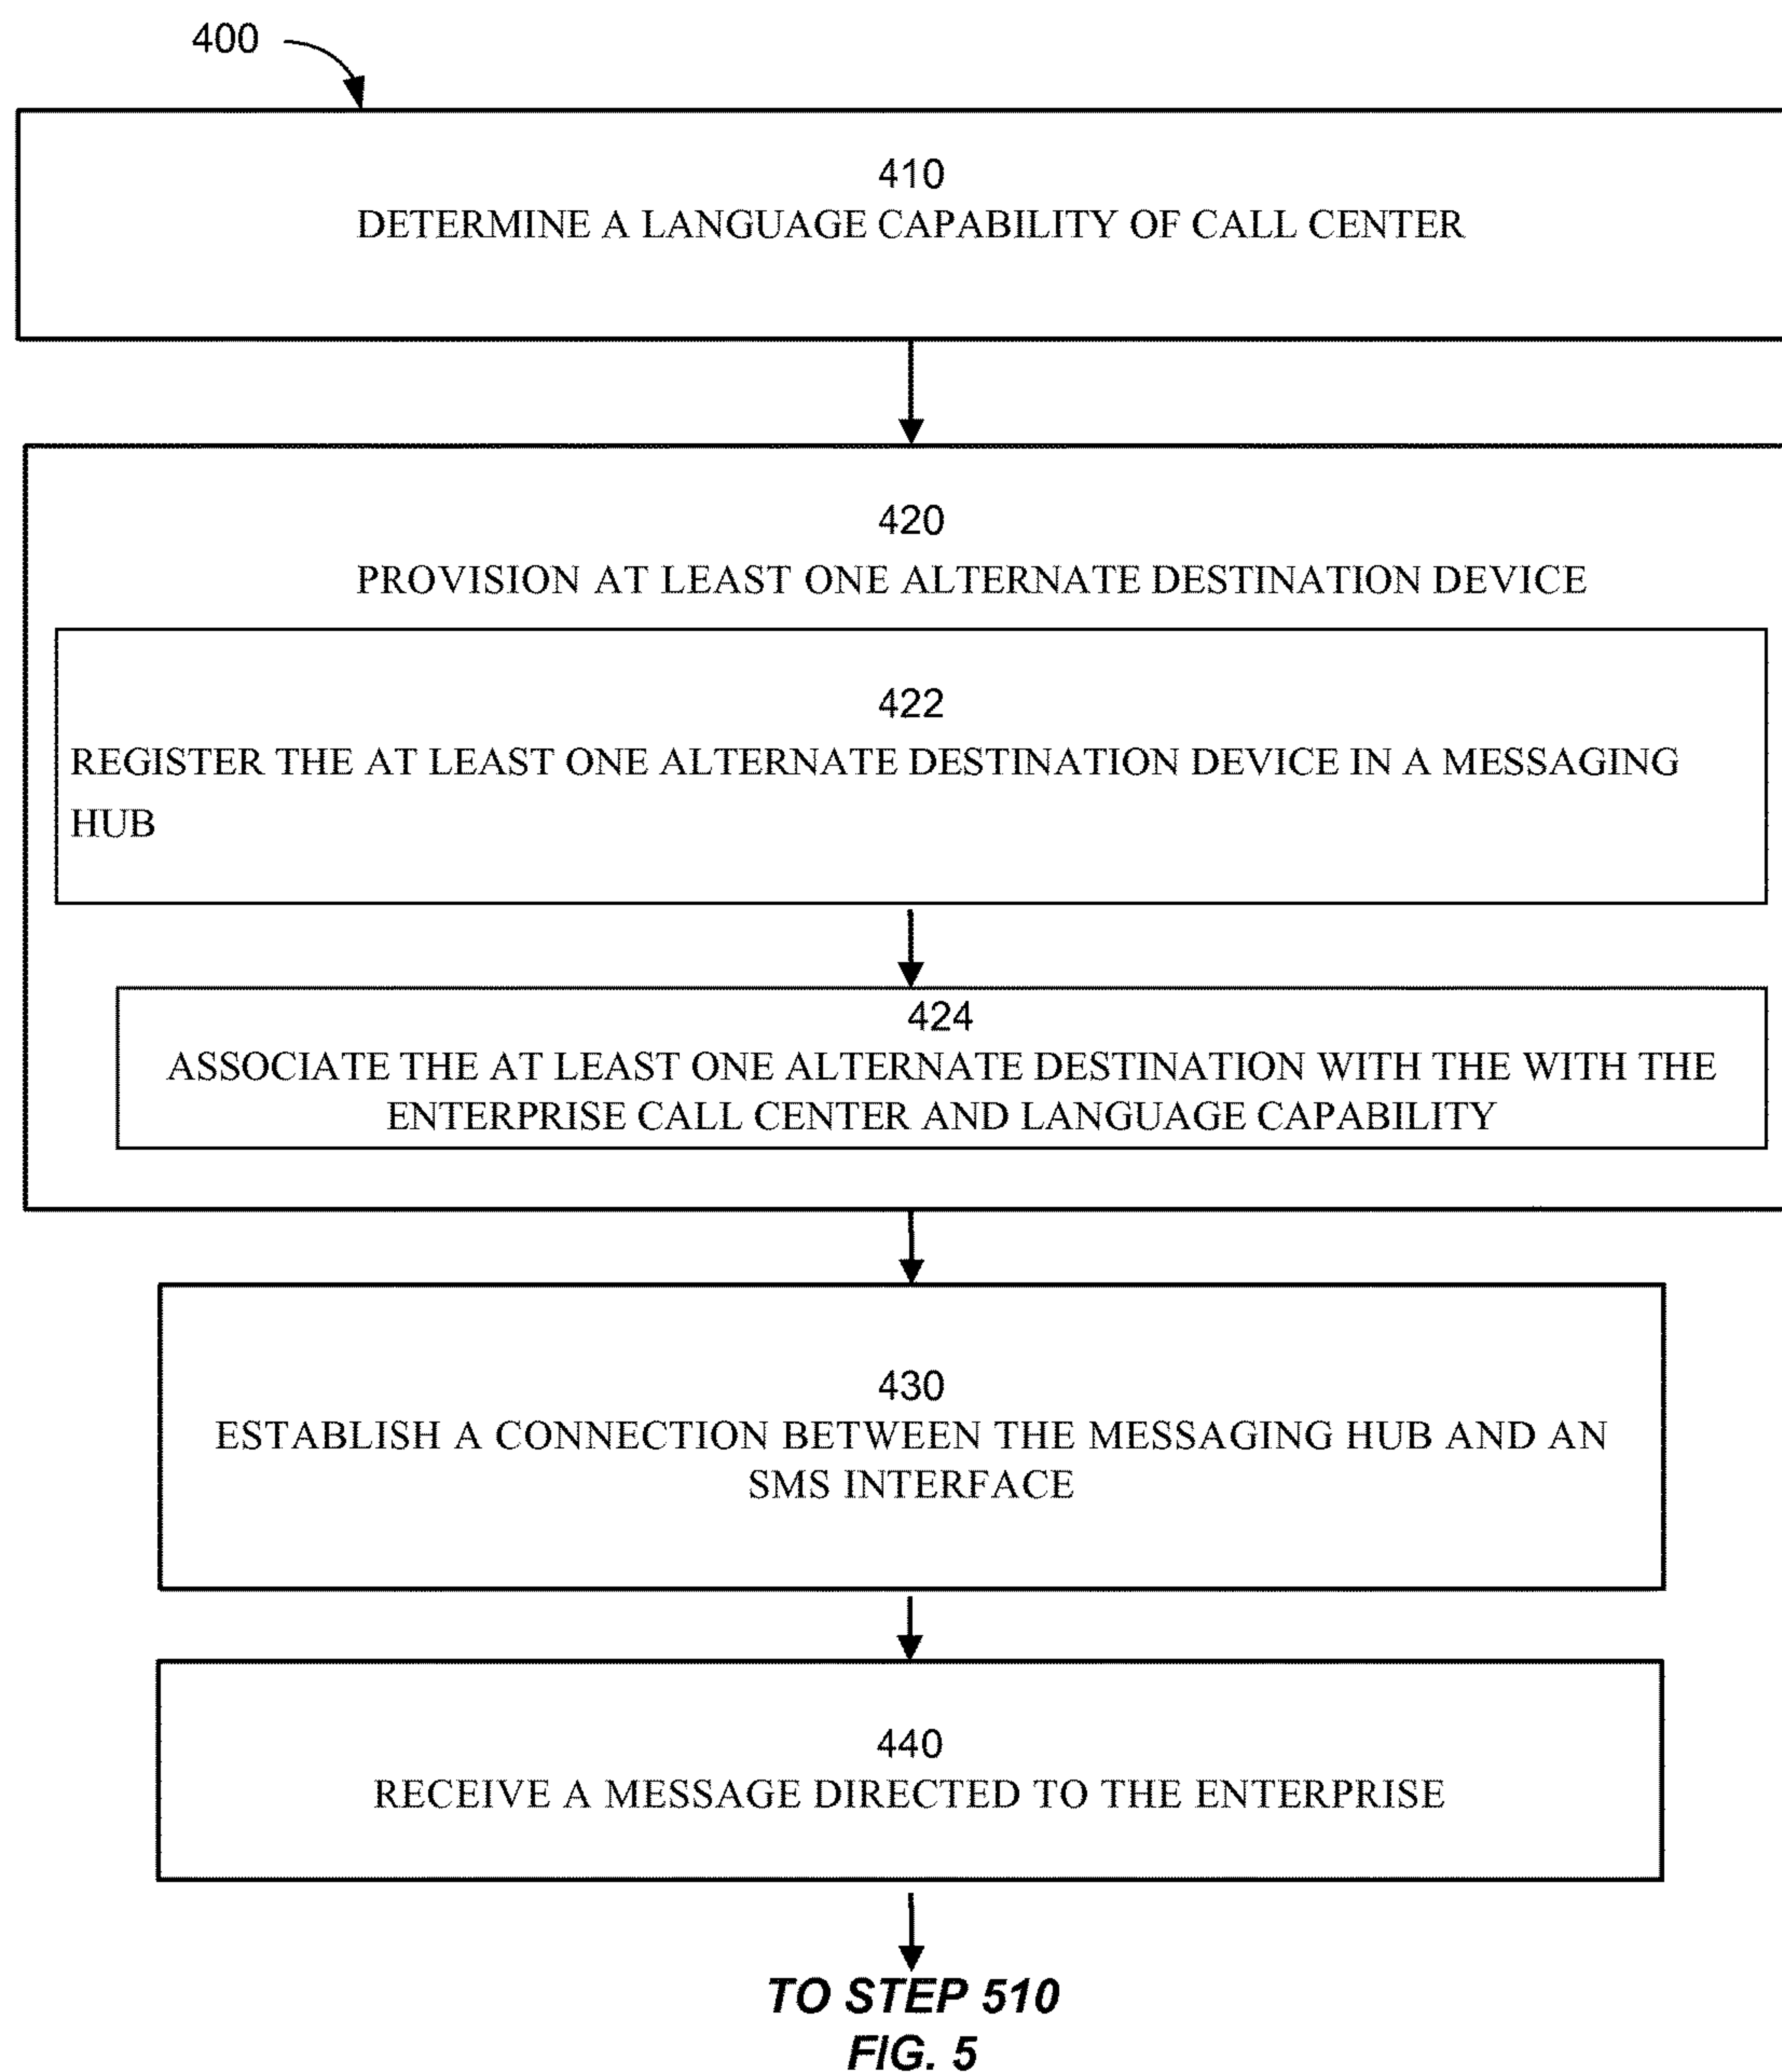 400
410
DETERMINE A LANGUAGE CAPABILITY OF CALL CENTER
420
PROVISION AT LEAST ONE ALTERNATE DESTINATION DEVICE
422
REGISTER THE AT LEAST ONE ALTERNATE DESTINATION DEVICE IN A MESSAGING
HUB
424
ASSOCIATE THE AT LEAST ONE ALTERNATE DESTINATION WITH THE WITH THE
ENTERPRISE CALL CENTER AND LANGUAGE CAPABILITY
430
ESTABLISH A CONNECTION BETWEEN THE MESSAGING HUB AND AN
SMS INTERFACE
440
RECEIVE A MESSAGE DIRECTED TO THE ENTERPRISE
TO STEP 510
FIG. 5